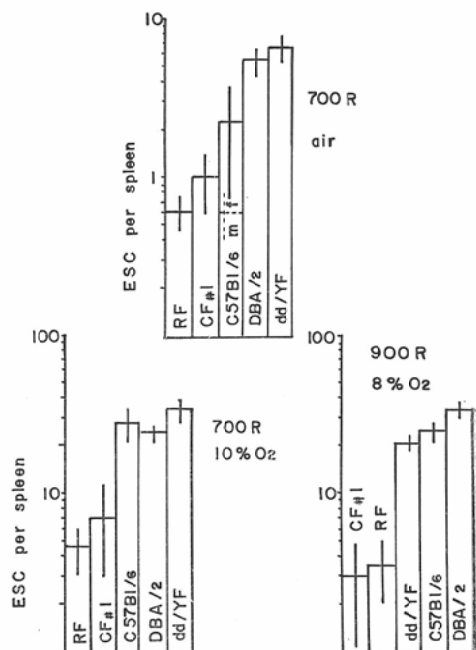 10
1
ESC per spleen
700 R
air
RF
CF#1
C57Bl/6
m f
DBA/2
dd/YF
100
10
ESC per spleen
700 R
10% O2
RF
CF#1
C57Bl/6
DBA/2
dd/YF
100
10
900 R
8% O2
CF#1
RF
dd/YF
C57Bl/6
DBA/2